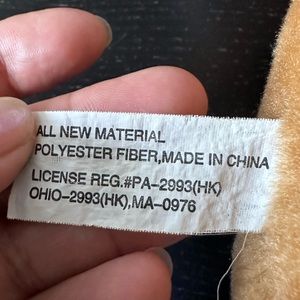 ALL NEW MATERIAL
POLYESTER FIBER,MADE IN CHINA
LICENSE REG.#PA-2993(HK)
OHIO-2993(HK),MA-0976